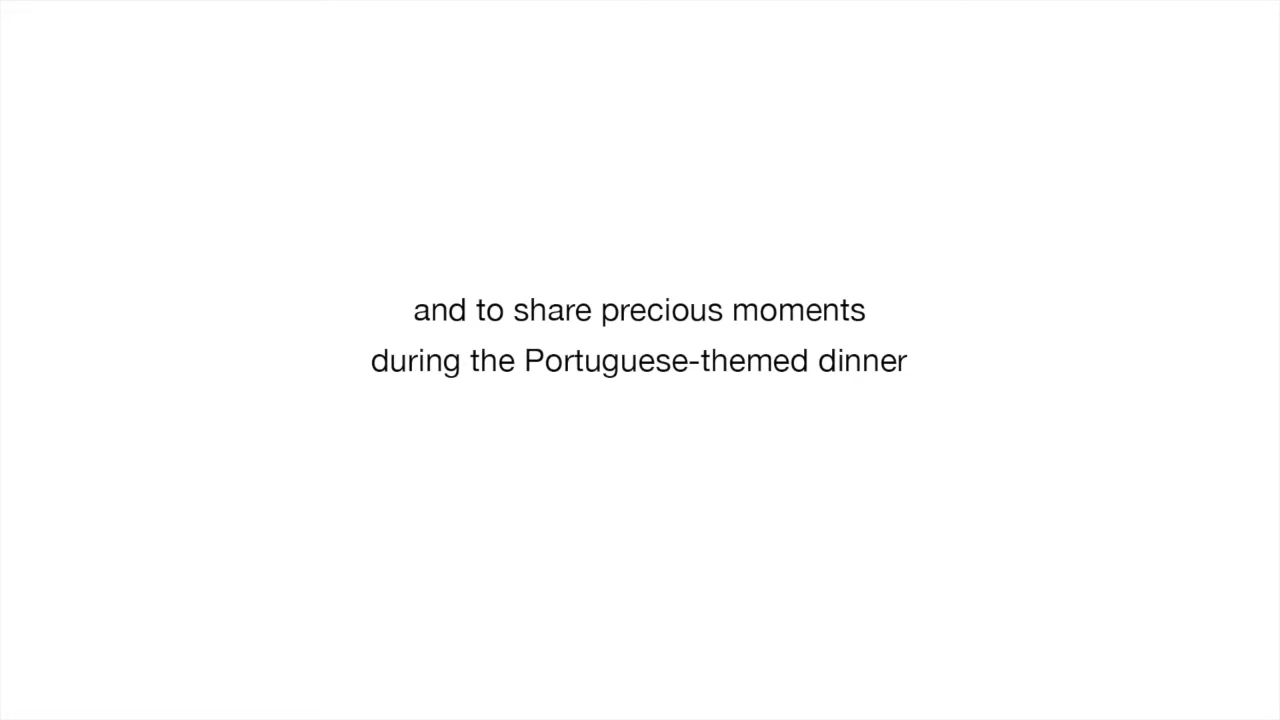 and to share precious moments
during the Portuguese-themed dinner